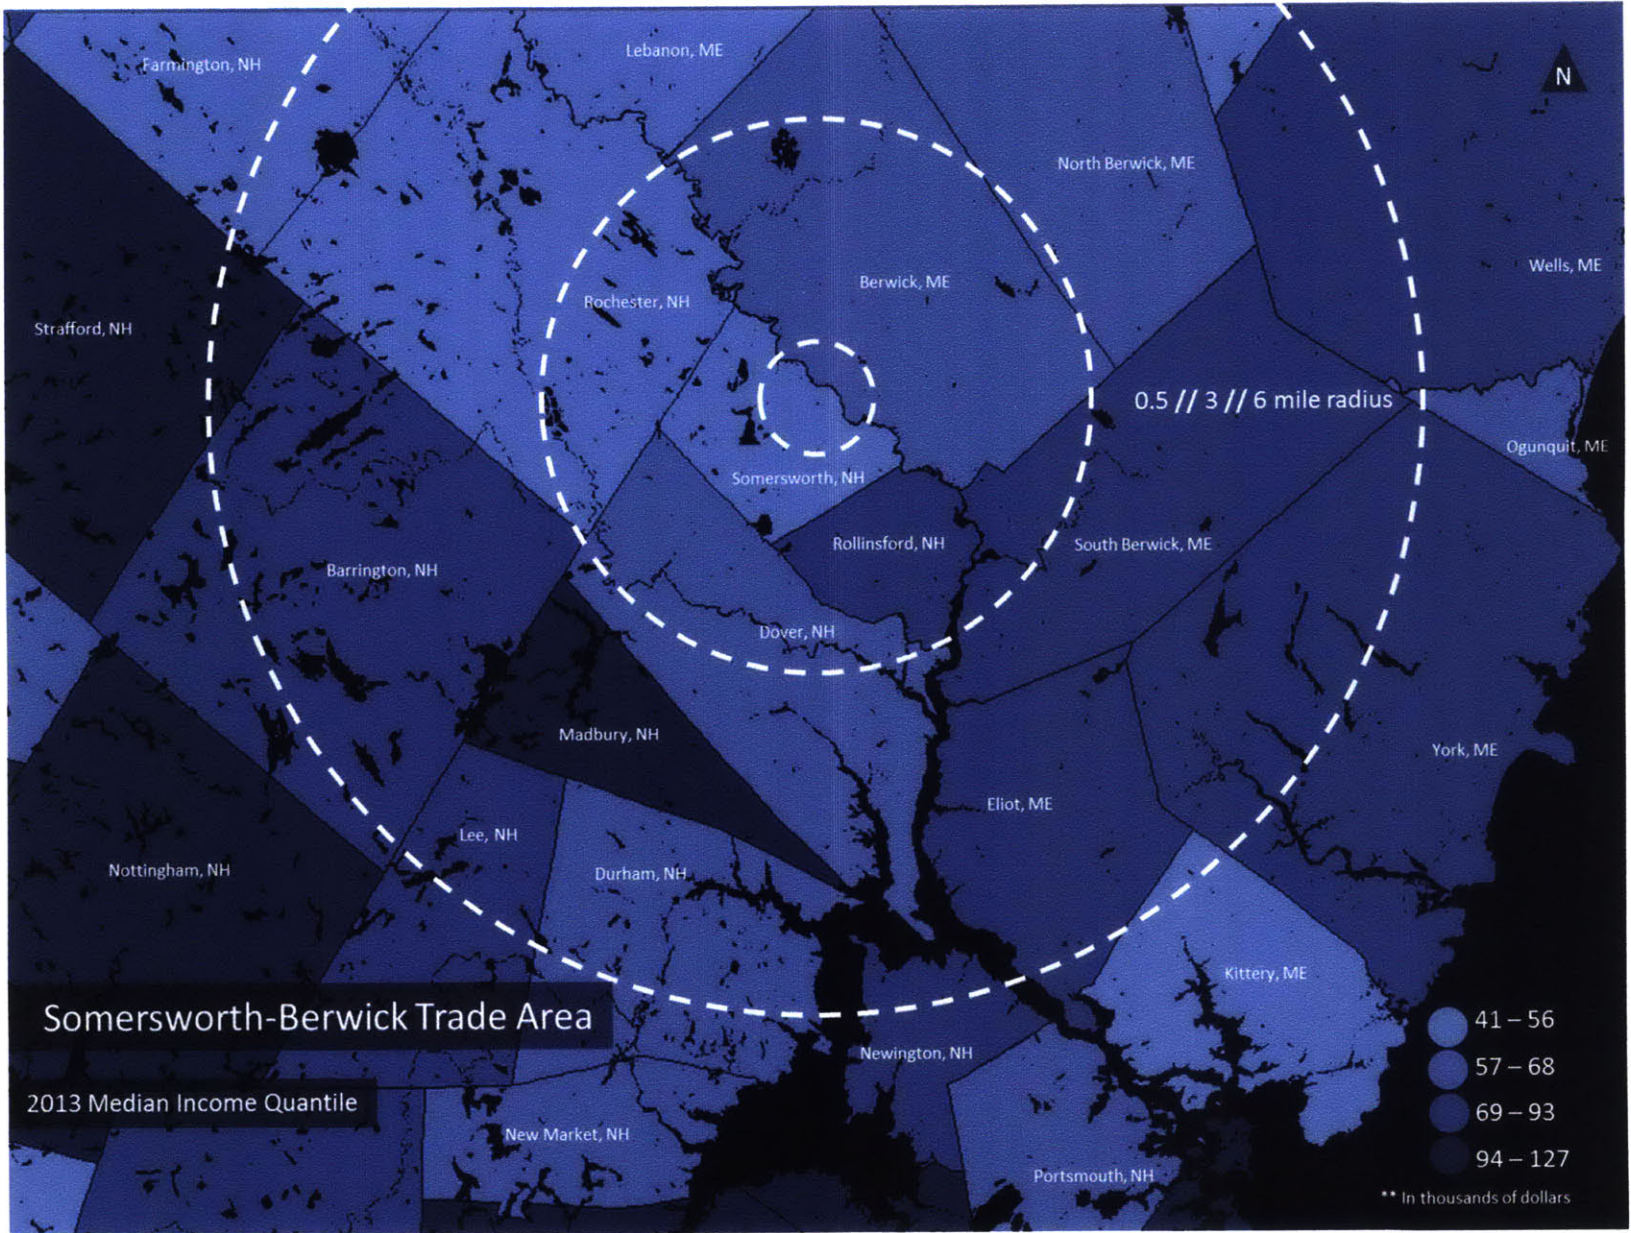 Farmington, NH
Lebanon, ME
N
North Berwick, ME
Wells, ME
Berwick, ME
Rochester, NH
Strafford, NH
0.5 // 3 // 6 mile radius
Ogunquit, ME
Somersworth, NH
Rollinsford, NH
South Berwick, ME
Barrington, NH
Dover, NH
Madbury, NH
York, ME
Eliot, ME
Lee, NH
Nottingham, NH
Durham, NH
Kittery, ME
Somersworth-Berwick Trade Area
Newington, NH
2013 Median Income Quantile
New Market, NH
Portsmouth, NH
41 – 56
57 – 68
69 – 93
94 – 127
** In thousands of dollars